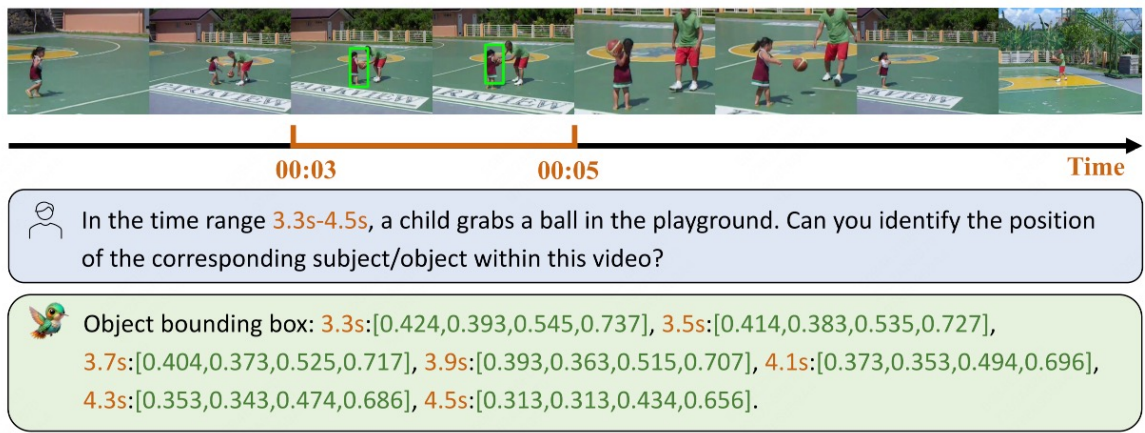 RKVIEW
ARKVIEW
ARKVIEW
RKVIEW
00:03
00:05
Time
In the time range 3.3s-4.5s, a child grabs a ball in the playground. Can you identify the position
of the corresponding subject/object within this video?
Object bounding box: 3.3s:[0.424,0.393,0.545,0.737], 3.5s:[0.414,0.383,0.535,0.727],
3.7s:[0.404,0.373,0.525,0.717], 3.9s:[0.393,0.363,0.515,0.707], 4.1s:[0.373,0.353,0.494,0.696],
4.3s:[0.353,0.343,0.474,0.686], 4.5s:[0.313,0.313,0.434,0.656].